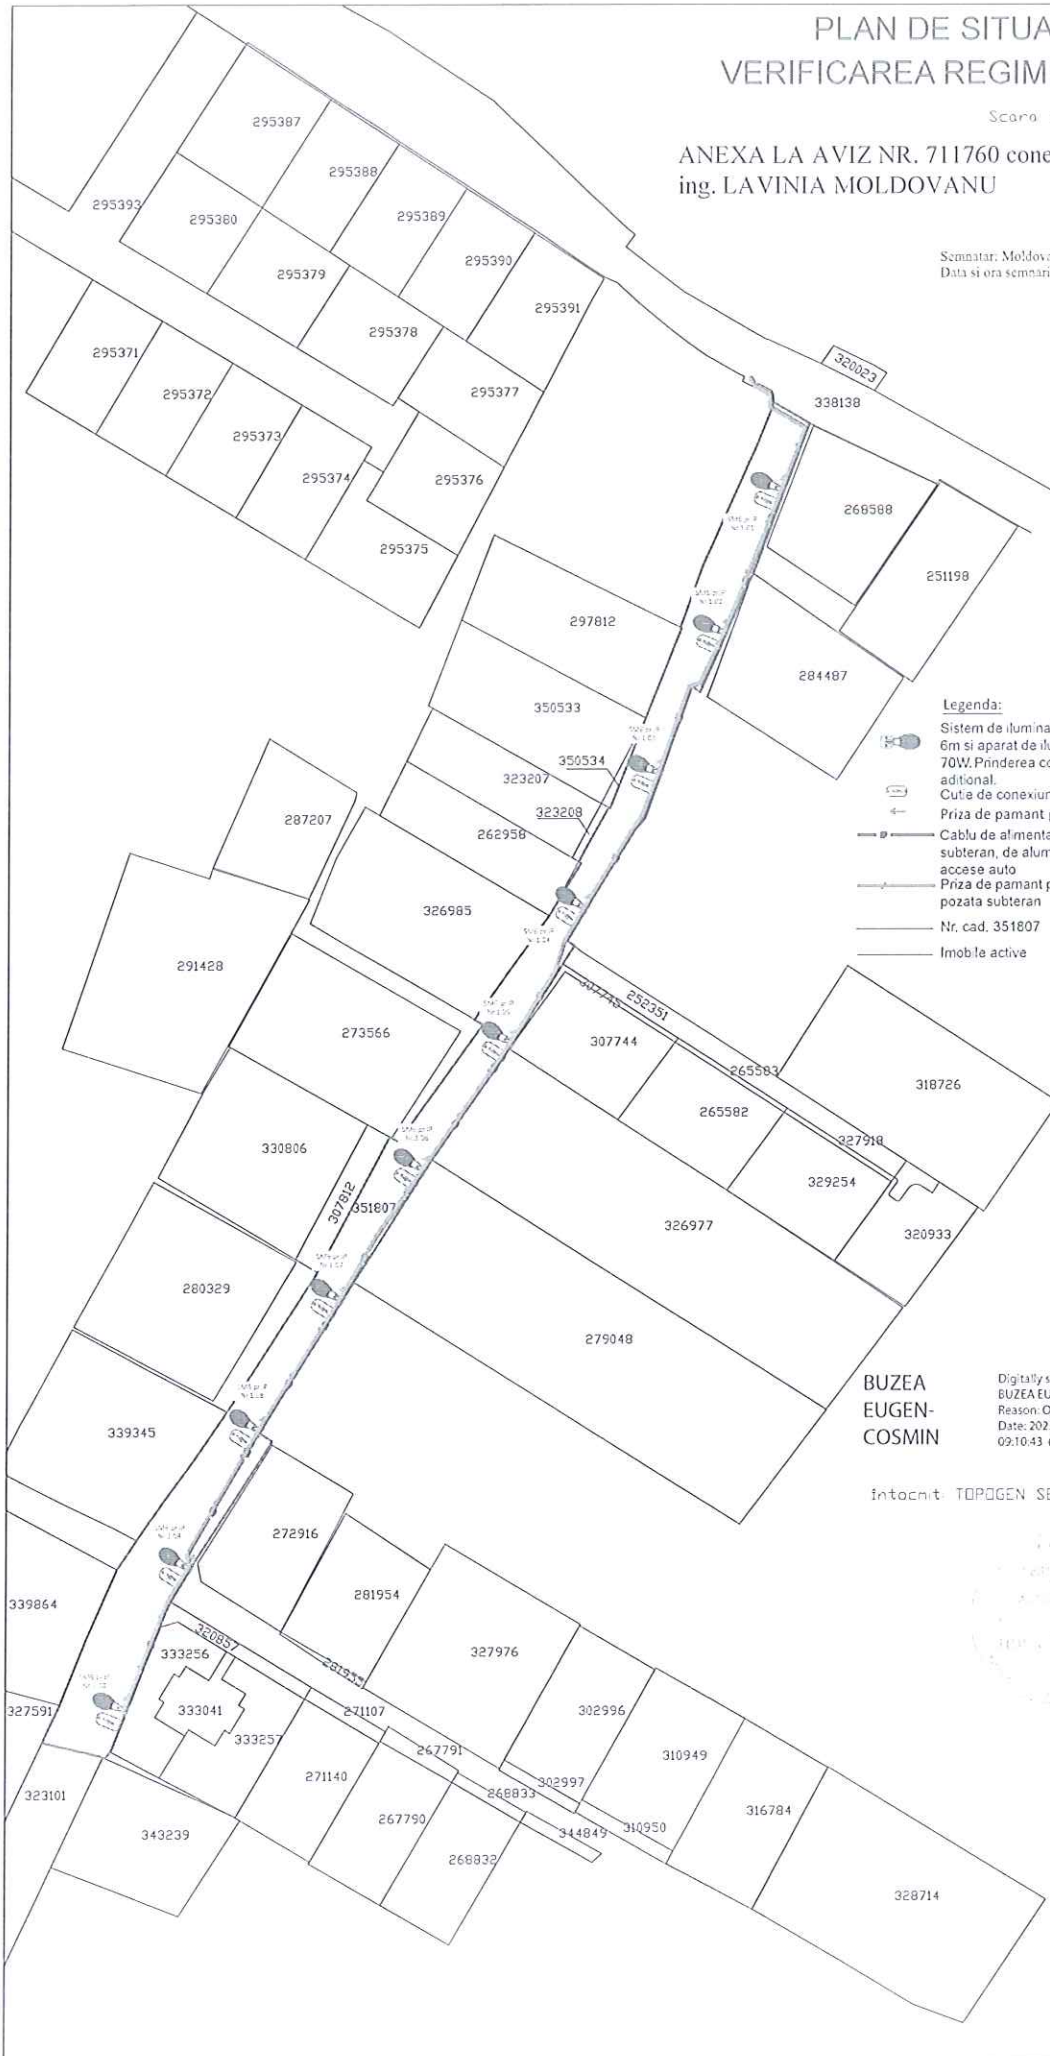 PLAN DE SITUA
VERIFICAREA REGIM
Scara
ANEXA LA AVIZ NR. 711760 cone
ing. LAVINIA MOLDOVANU
Semnatar: Moldov
Data si ora semnari
295387
295388
295393
295380
295389
295390
295379
295391
295378
320023
295371
295377
338138
295372
295373
295374
295376
268588
295375
251198
297812
284487
350533
Legenda:
Sistem de ilumina
6m si aparat de il
70W. Prinderea co
aditional.
Cutie de conexiun
Priza de pamant
Cablu de alimenta
subteran, de alum
accese auto
Priza de pamant p
pozata subteran
Nr. cad. 351807
Imobile active
350534
323207
323208
287207
262958
326985
291428
307745
252351
273566
307744
265583
318726
265582
327918
330806
329254
307812
351807
326977
320933
280329
279048
BUZEA
EUGEN-
COSMIN
Digitally s
BUZEA EU
Reason: O
Date: 202
09:10:43
339345
Intocmit TOPOGEN SE
272916
281954
339864
320857
333256
327976
281955
327591
333041
271107
302996
333257
267791
310949
271140
302997
268833
323101
267790
316784
344849
310950
343239
268832
328714